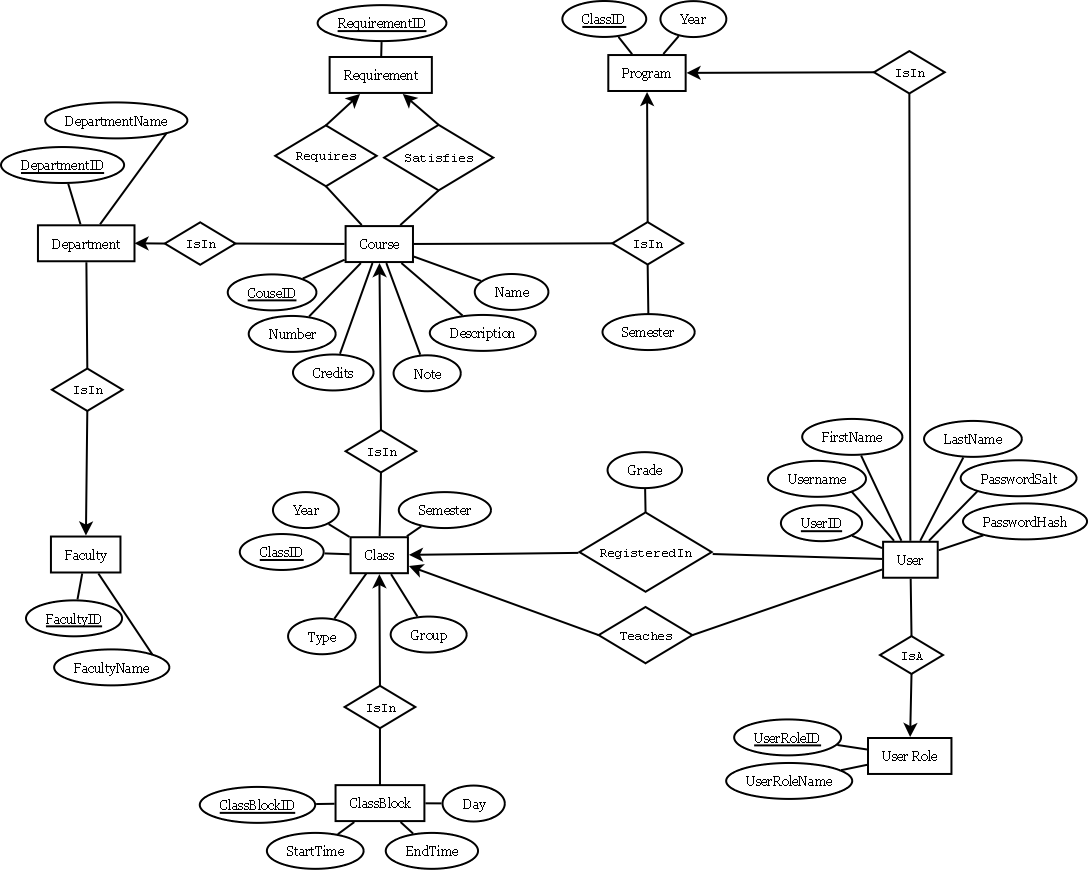 RequirementID
ClassID
Year
Requirement
Program
IsIn
DepartmentName
DepartmentID
Requires
Satisfies
Department
IsIn
Course
IsIn
CouseID
Name
Number
Description
Semester
Credits
Note
IsIn
IsIn
FirstName
LastName
Grade
Username
PasswordSalt
Year
Semester
UserID
PasswordHash
Faculty
ClassID
Class
RegisteredIn
User
FacultyID
Type
Group
Teaches
FacultyName
IsA
IsIn
UserRoleID
User Role
UserRoleName
ClassBlockID
ClassBlock
Day
StartTime
EndTime